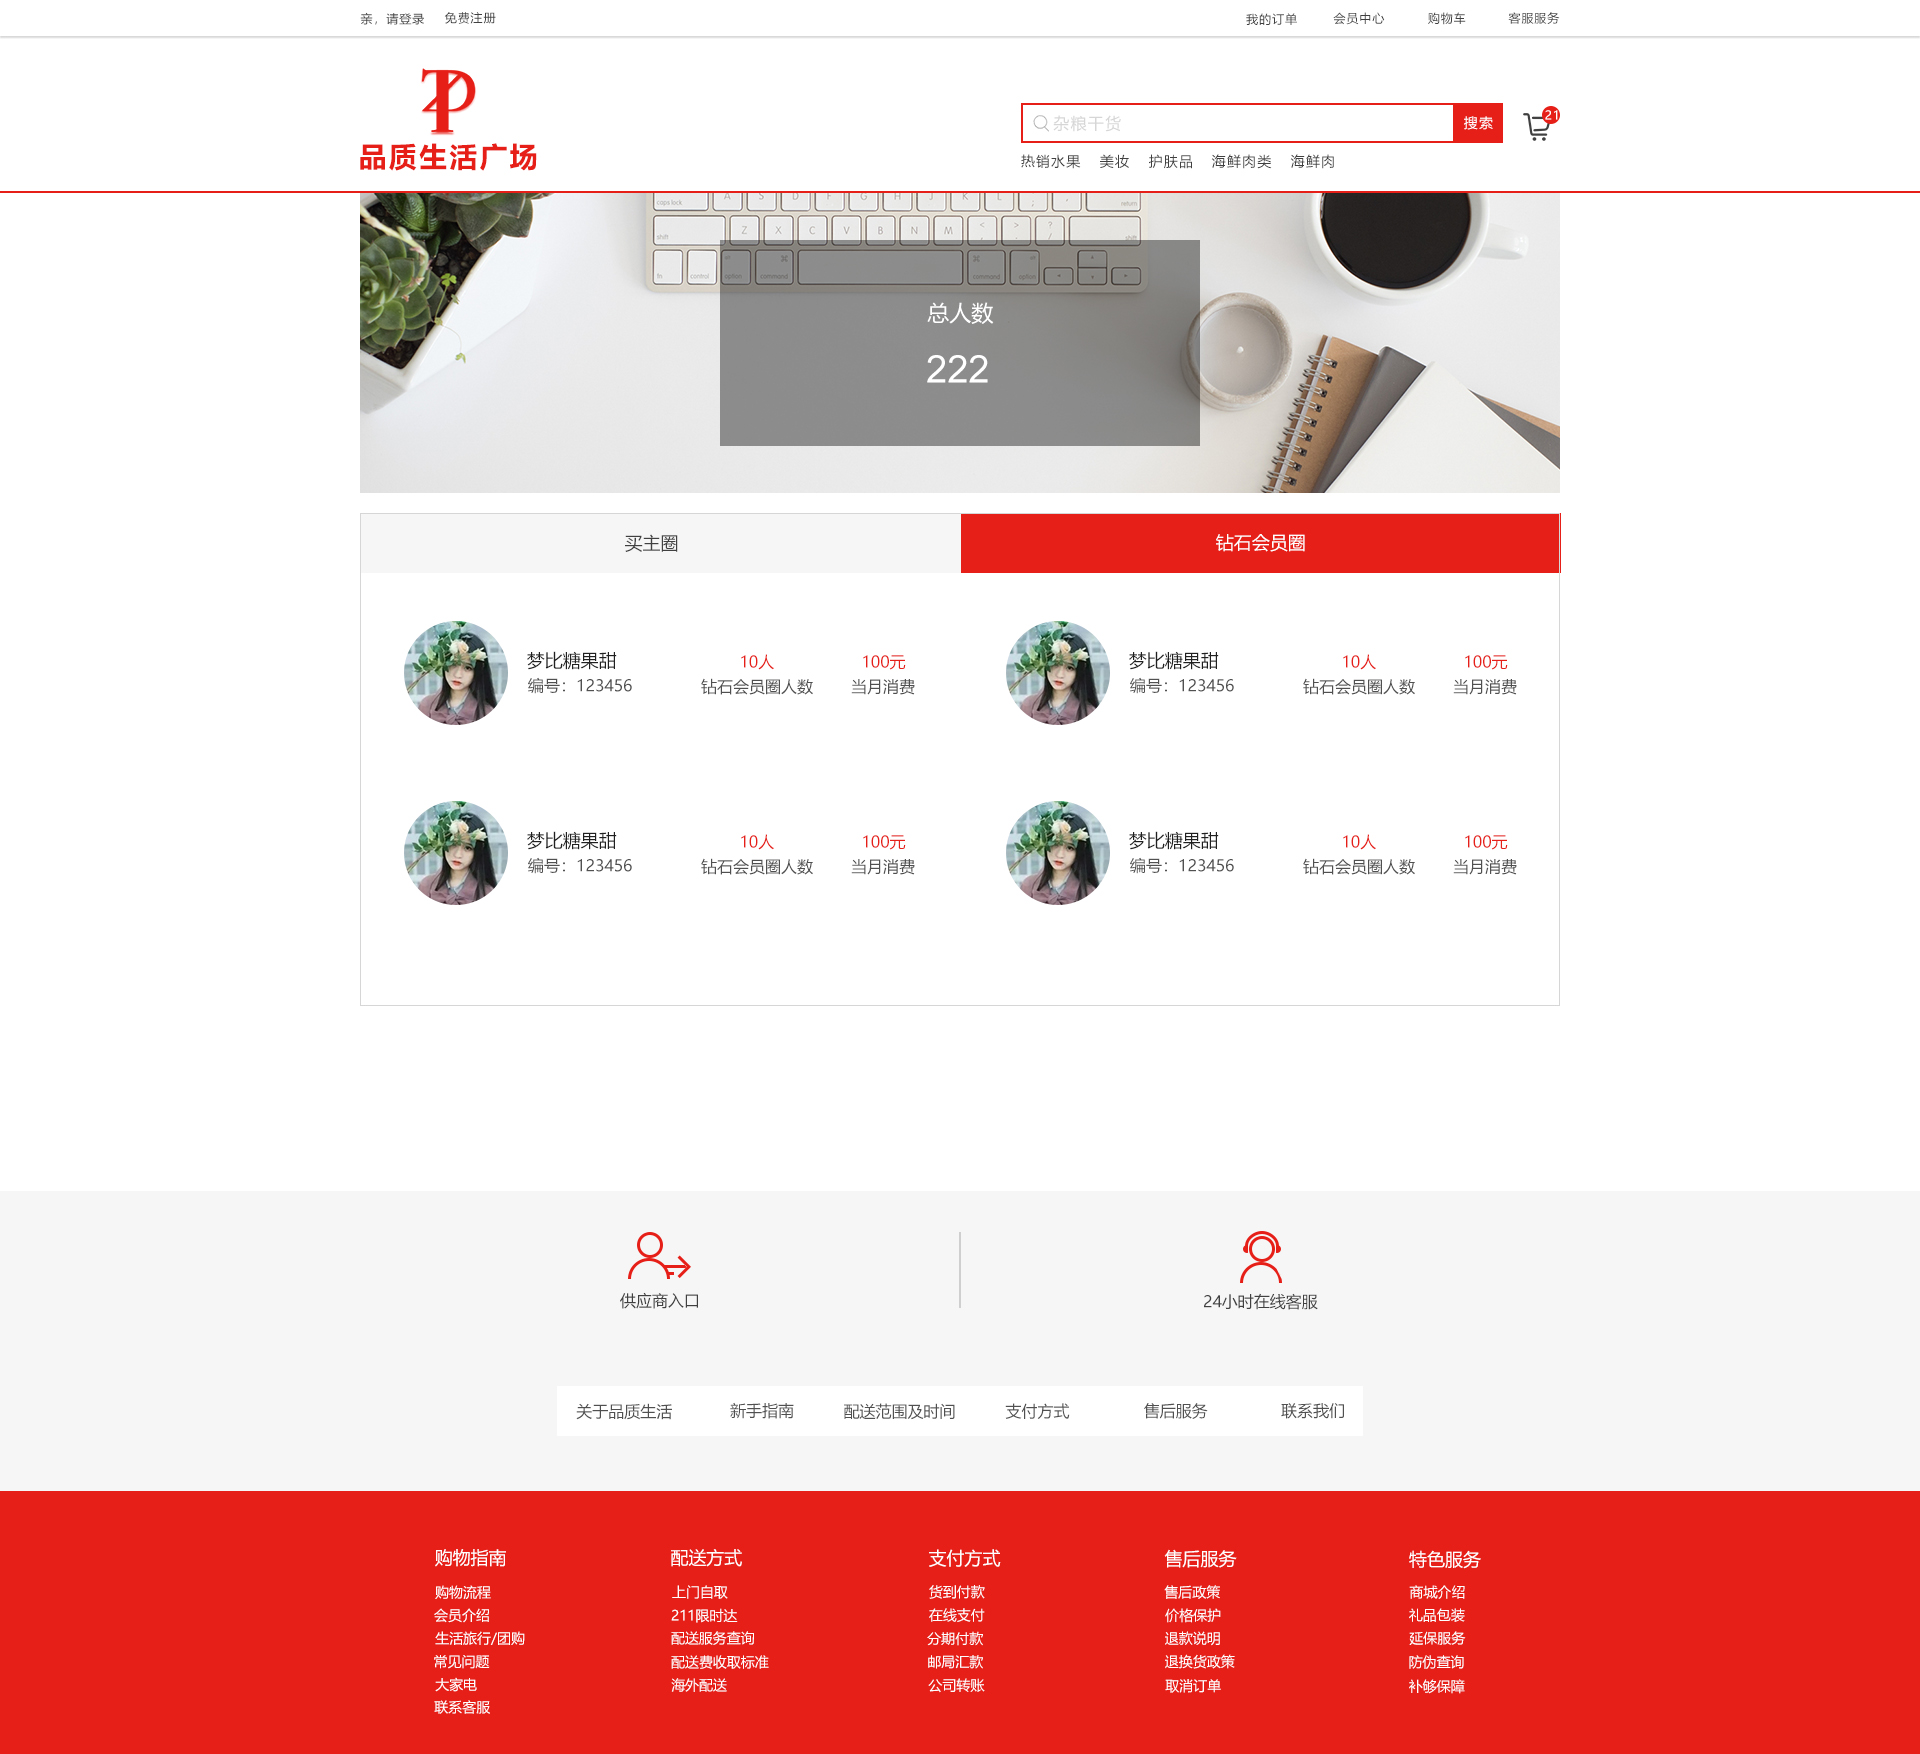 亲，请登录 免费注册 我的订单 会员中心 购物车 客服服务
品质生活广场
杂粮干货 搜索 21
热销水果 美妆 护肤品 海鲜肉类 海鲜肉
caps lock A S D F G H J K L return
shift Z X C V B N M shift
fn control option command command option
总人数
222
买主圈 钻石会员圈
梦比糖果甜 10人 100元
编号：123456 钻石会员圈人数 当月消费
梦比糖果甜 10人 100元
编号：123456 钻石会员圈人数 当月消费
梦比糖果甜 10人 100元
编号：123456 钻石会员圈人数 当月消费
梦比糖果甜 10人 100元
编号：123456 钻石会员圈人数 当月消费
供应商入口 24小时在线客服
关于品质生活 新手指南 配送范围及时间 支付方式 售后服务 联系我们
购物指南
购物流程
会员介绍
生活旅行/团购
常见问题
大家电
联系客服
配送方式
上门自取
211限时达
配送服务查询
配送费收取标准
海外配送
支付方式
货到付款
在线支付
分期付款
邮局汇款
公司转账
售后服务
售后政策
价格保护
退款说明
退换货政策
取消订单
特色服务
商城介绍
礼品包装
延保服务
防伪查询
补够保障